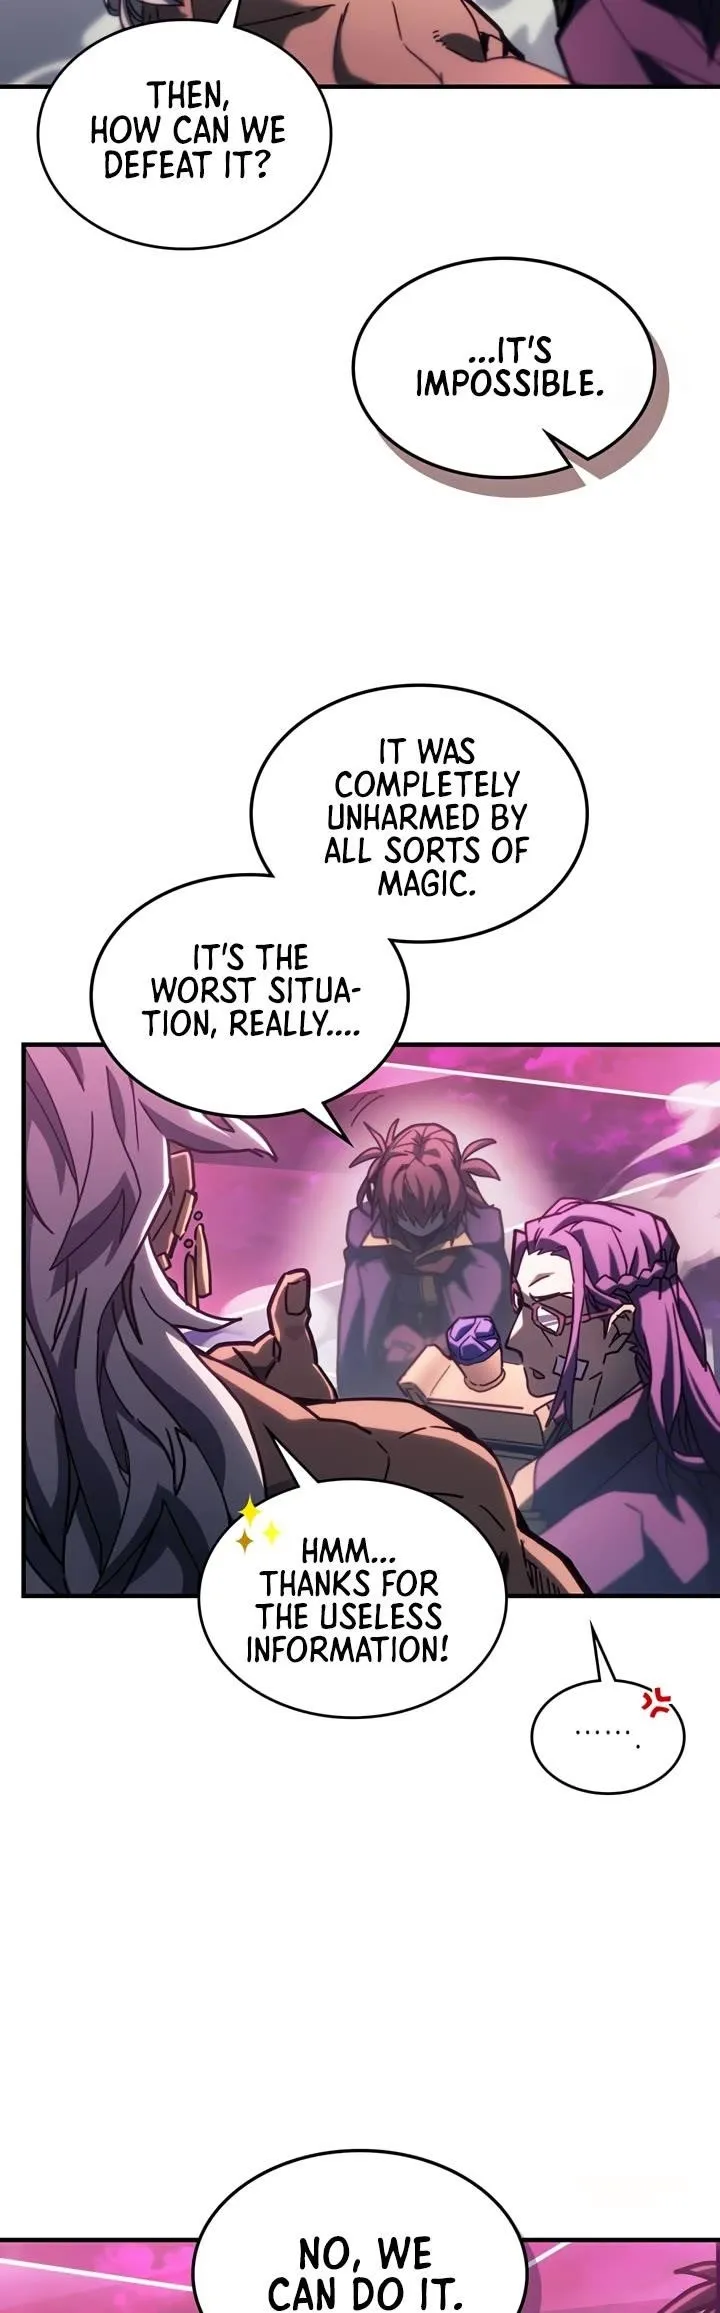 THEN,
HOW CAN WE
DEFEAT IT?
...IT'S
IMPOSSIBLE.
IT WAS
COMPLETELY
UNHARMED BY
ALL SORTS OF
MAGIC.
IT'S THE
WORST SITUA-
TION, REALLY....
HMM...
THANKS FOR
THE USELESS
INFORMATION!
.......
NO, WE
CAN DO IT.